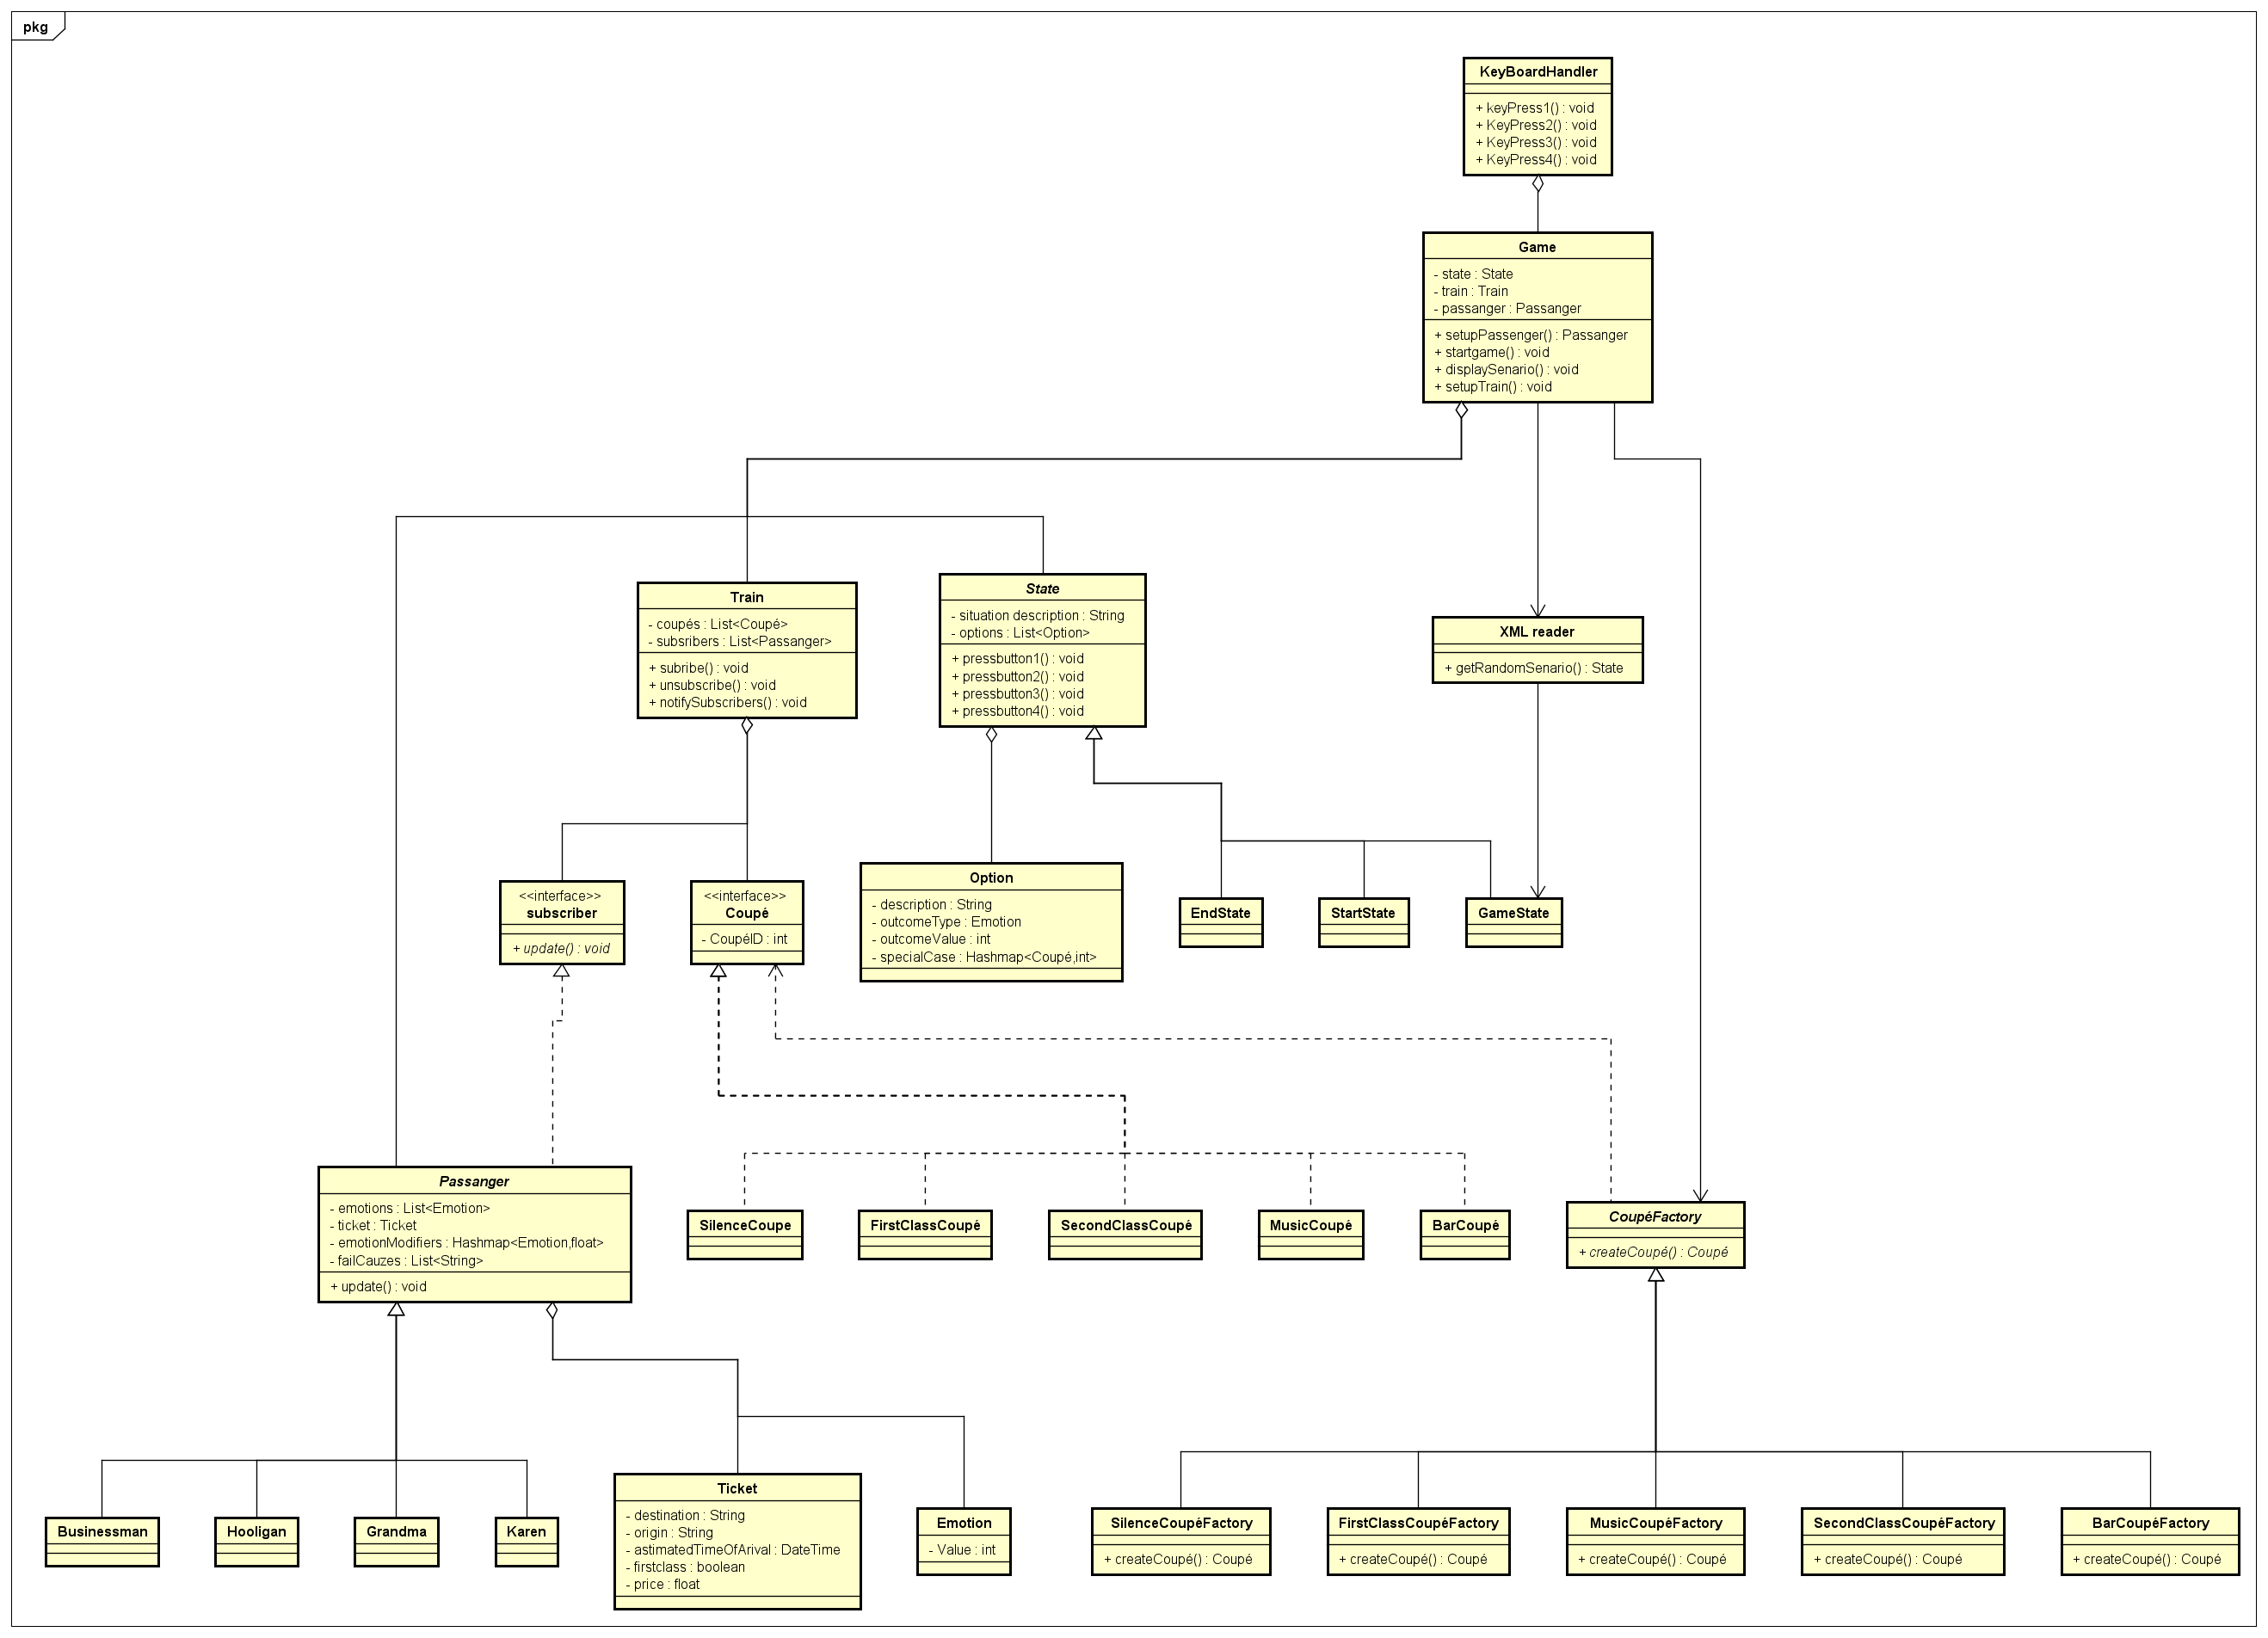 pkg
KeyBoardHandler
+ keyPress1() : void
+ KeyPress2() : void
+ KeyPress3() : void
+ KeyPress4() : void
Game
- state : State
- train : Train
- passanger : Passanger
+ setupPassenger() : Passanger
+ startgame() : void
+ displaySenario() : void
+ setupTrain() : void
Train
- coupés : List<Coupé>
- subsribers : List<Passanger>
+ subribe() : void
+ unsubscribe() : void
+ notifySubscribers() : void
State
- situation description : String
- options : List<Option>
+ pressbutton1() : void
+ pressbutton2() : void
+ pressbutton3() : void
+ pressbutton4() : void
XML reader
+ getRandomSenario() : State
<<interface>>
subscriber
+ update() : void
<<interface>>
Coupé
- CoupéID : int
Option
- description : String
- outcomeType : Emotion
- outcomeValue : int
- specialCase : Hashmap<Coupé,int>
EndState
StartState
GameState
Passanger
- emotions : List<Emotion>
- ticket : Ticket
- emotionModifiers : Hashmap<Emotion,float>
- failCauzes : List<String>
+ update() : void
SilenceCoupe
FirstClassCoupé
SecondClassCoupé
MusicCoupé
BarCoupé
CoupéFactory
+ createCoupé() : Coupé
Businessman
Hooligan
Grandma
Karen
Ticket
- destination : String
- origin : String
- astimatedTimeOfArival : DateTime
- firstclass : boolean
- price : float
Emotion
- Value : int
SilenceCoupéFactory
+ createCoupé() : Coupé
FirstClassCoupéFactory
+ createCoupé() : Coupé
MusicCoupéFactory
+ createCoupé() : Coupé
SecondClassCoupéFactory
+ createCoupé() : Coupé
BarCoupéFactory
+ createCoupé() : Coupé